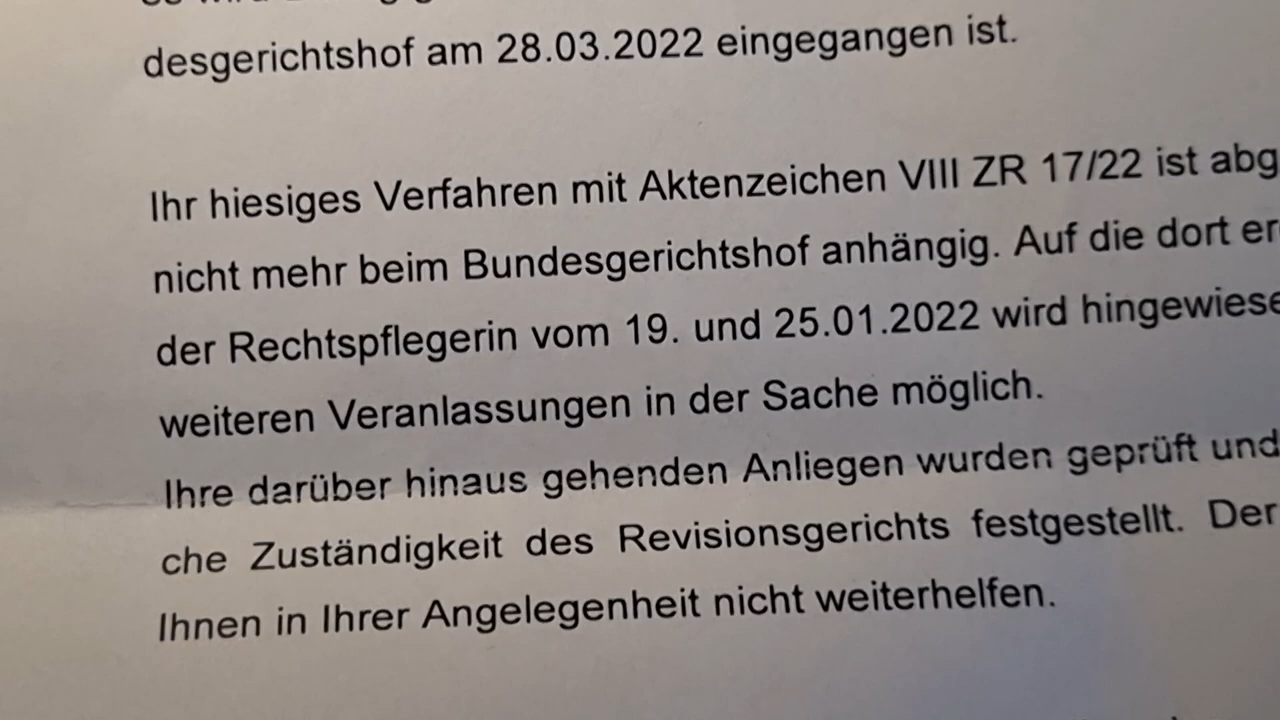 desgerichtshof am 28.03.2022 eingegangen ist.
Ihr hiesiges Verfahren mit Aktenzeichen VIII ZR 17/22 ist abg
nicht mehr beim Bundesgerichtshof anhängig. Auf die dort er
der Rechtspflegerin vom 19. und 25.01.2022 wird hingewiese
weiteren Veranlassungen in der Sache möglich.
Ihre darüber hinaus gehenden Anliegen wurden geprüft und
che Zuständigkeit des Revisionsgerichts festgestellt. Der
Ihnen in Ihrer Angelegenheit nicht weiterhelfen.